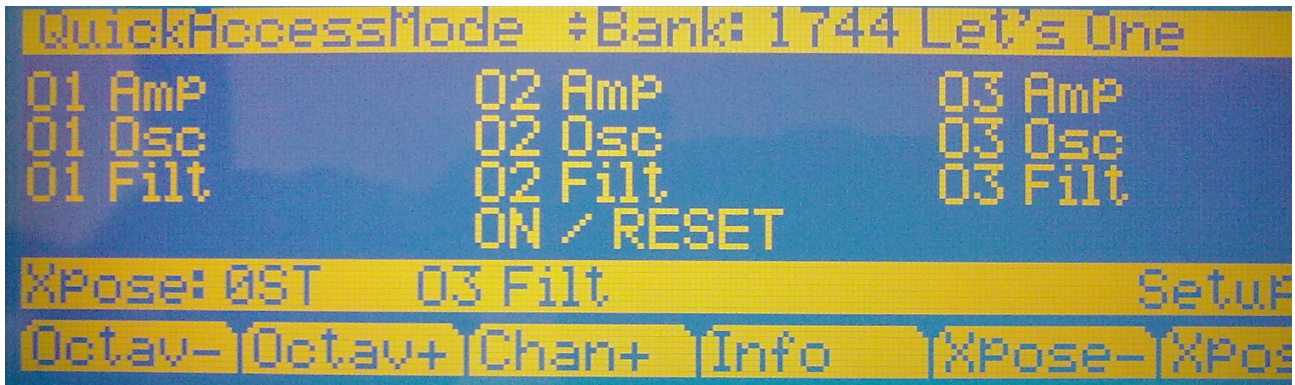 QuickAccessMode ÷Bank: 1744 Let's One
01 Amp 02 Amp 03 Amp
01 Osc 02 Osc 03 Osc
01 Filt 02 Filt 03 Filt
ON / RESET
Xpose: 0ST 03 Filt Setup
Octav- Octav+ Chan+ Info Xpose- Xpos